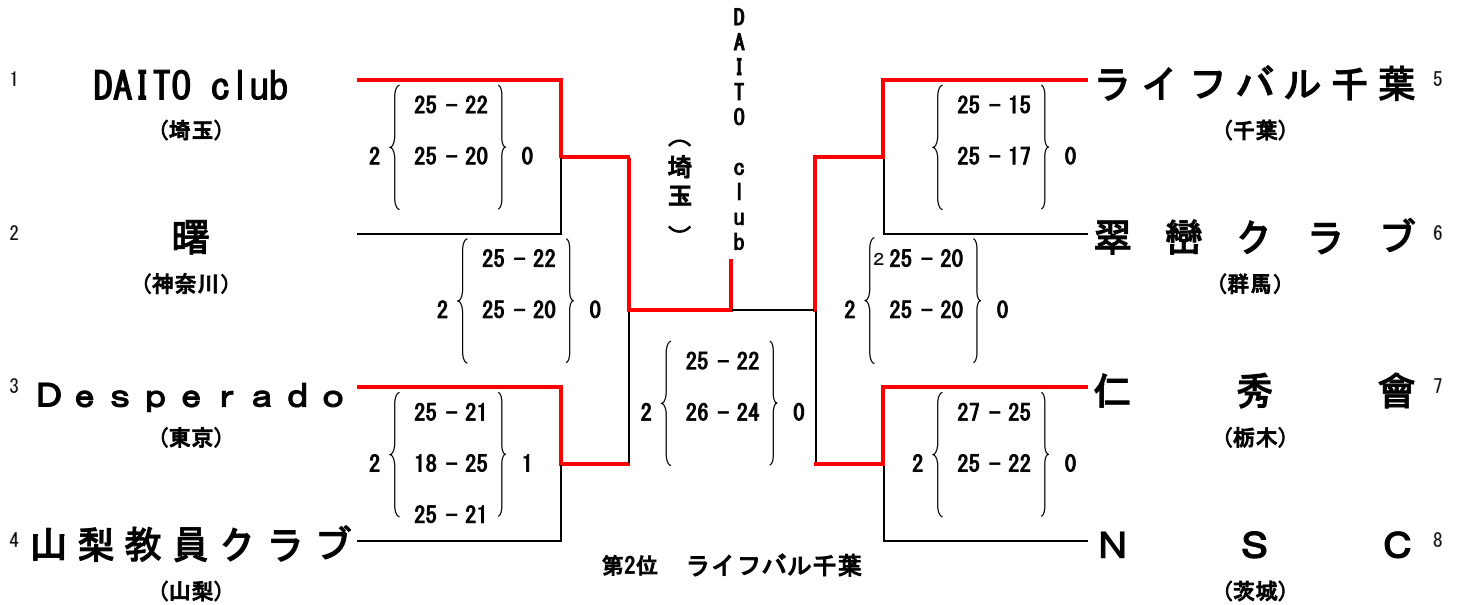 DAITO club
(埼玉)
1
DAITO club
(埼玉)
25 − 22
2 25 − 20 0
2
曙
(神奈川)
25 − 22
2 25 − 20 0
3
Desperado
(東京)
25 − 21
2 18 − 25 1
25 − 21
4
山梨教員クラブ
(山梨)
25 − 22
2 26 − 24 0
第2位 ライフバル千葉
ライフバル千葉 5
(千葉)
25 − 15
25 − 17 0
翠巒クラブ 6
(群馬)
2 25 − 20
2 25 − 20 0
仁秀會 7
(栃木)
27 − 25
2 25 − 22 0
NSC 8
(茨城)